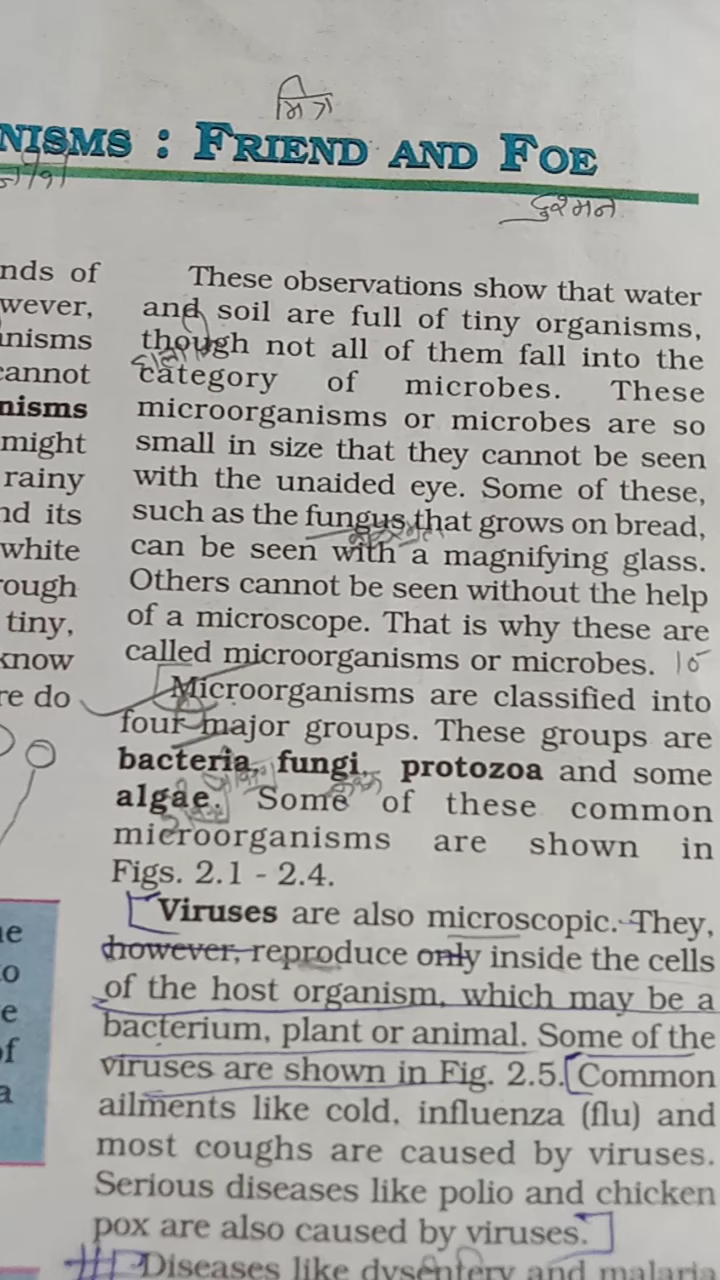 मित्र
NISMS : FRIEND AND FOE
दुश्मन
nds of
wever,
nisms
cannot
nisms
might
rainy
nd its
white
rough
tiny,
know
re do
These observations show that water
and soil are full of tiny organisms,
though not all of them fall into the
category of microbes. These
microorganisms or microbes are so
small in size that they cannot be seen
with the unaided eye. Some of these,
such as the fungus that grows on bread,
can be seen with a magnifying glass.
Others cannot be seen without the help
of a microscope. That is why these are
called microorganisms or microbes.
Microorganisms are classified into
four major groups. These groups are
bacteria, fungi, protozoa and some
algae. Some of these common
microorganisms are shown in
Figs. 2.1 - 2.4.
Viruses are also microscopic. They,
however, reproduce only inside the cells
of the host organism, which may be a
bacterium, plant or animal. Some of the
viruses are shown in Fig. 2.5. Common
ailments like cold, influenza (flu) and
most coughs are caused by viruses.
Serious diseases like polio and chicken
pox are also caused by viruses.
Diseases like dysentery and malaria